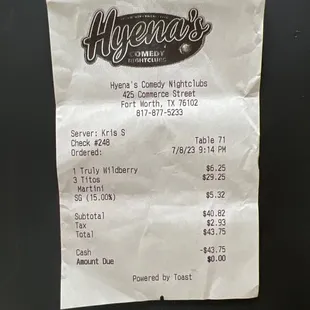 Hyena's
COMEDY
NIGHTCLUBS
Hyena's Comedy Nightclubs
425 Commerce Street
Fort Worth, TX 76102
817-877-5233
Server: Kris S
Check #248 Table 71
Ordered: 7/6/23 9:14 PM
1 Truly Wildberry $6.25
3 Titos $29.25
Martini
SG (15.00%) $5.32
Subtotal $40.82
Tax $2.93
Total $43.75
Cash -$43.75
Amount Due $0.00
Powered by Toast